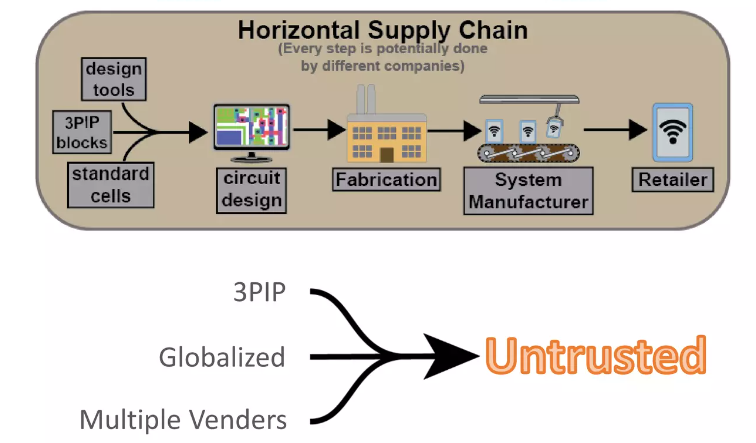 Horizontal Supply Chain
(Every step is potentially done
by different companies)
design
tools
3PIP
blocks
standard
cells
circuit
design
Fabrication
System
Manufacturer
Retailer
3PIP
Globalized
Multiple Venders
Untrusted